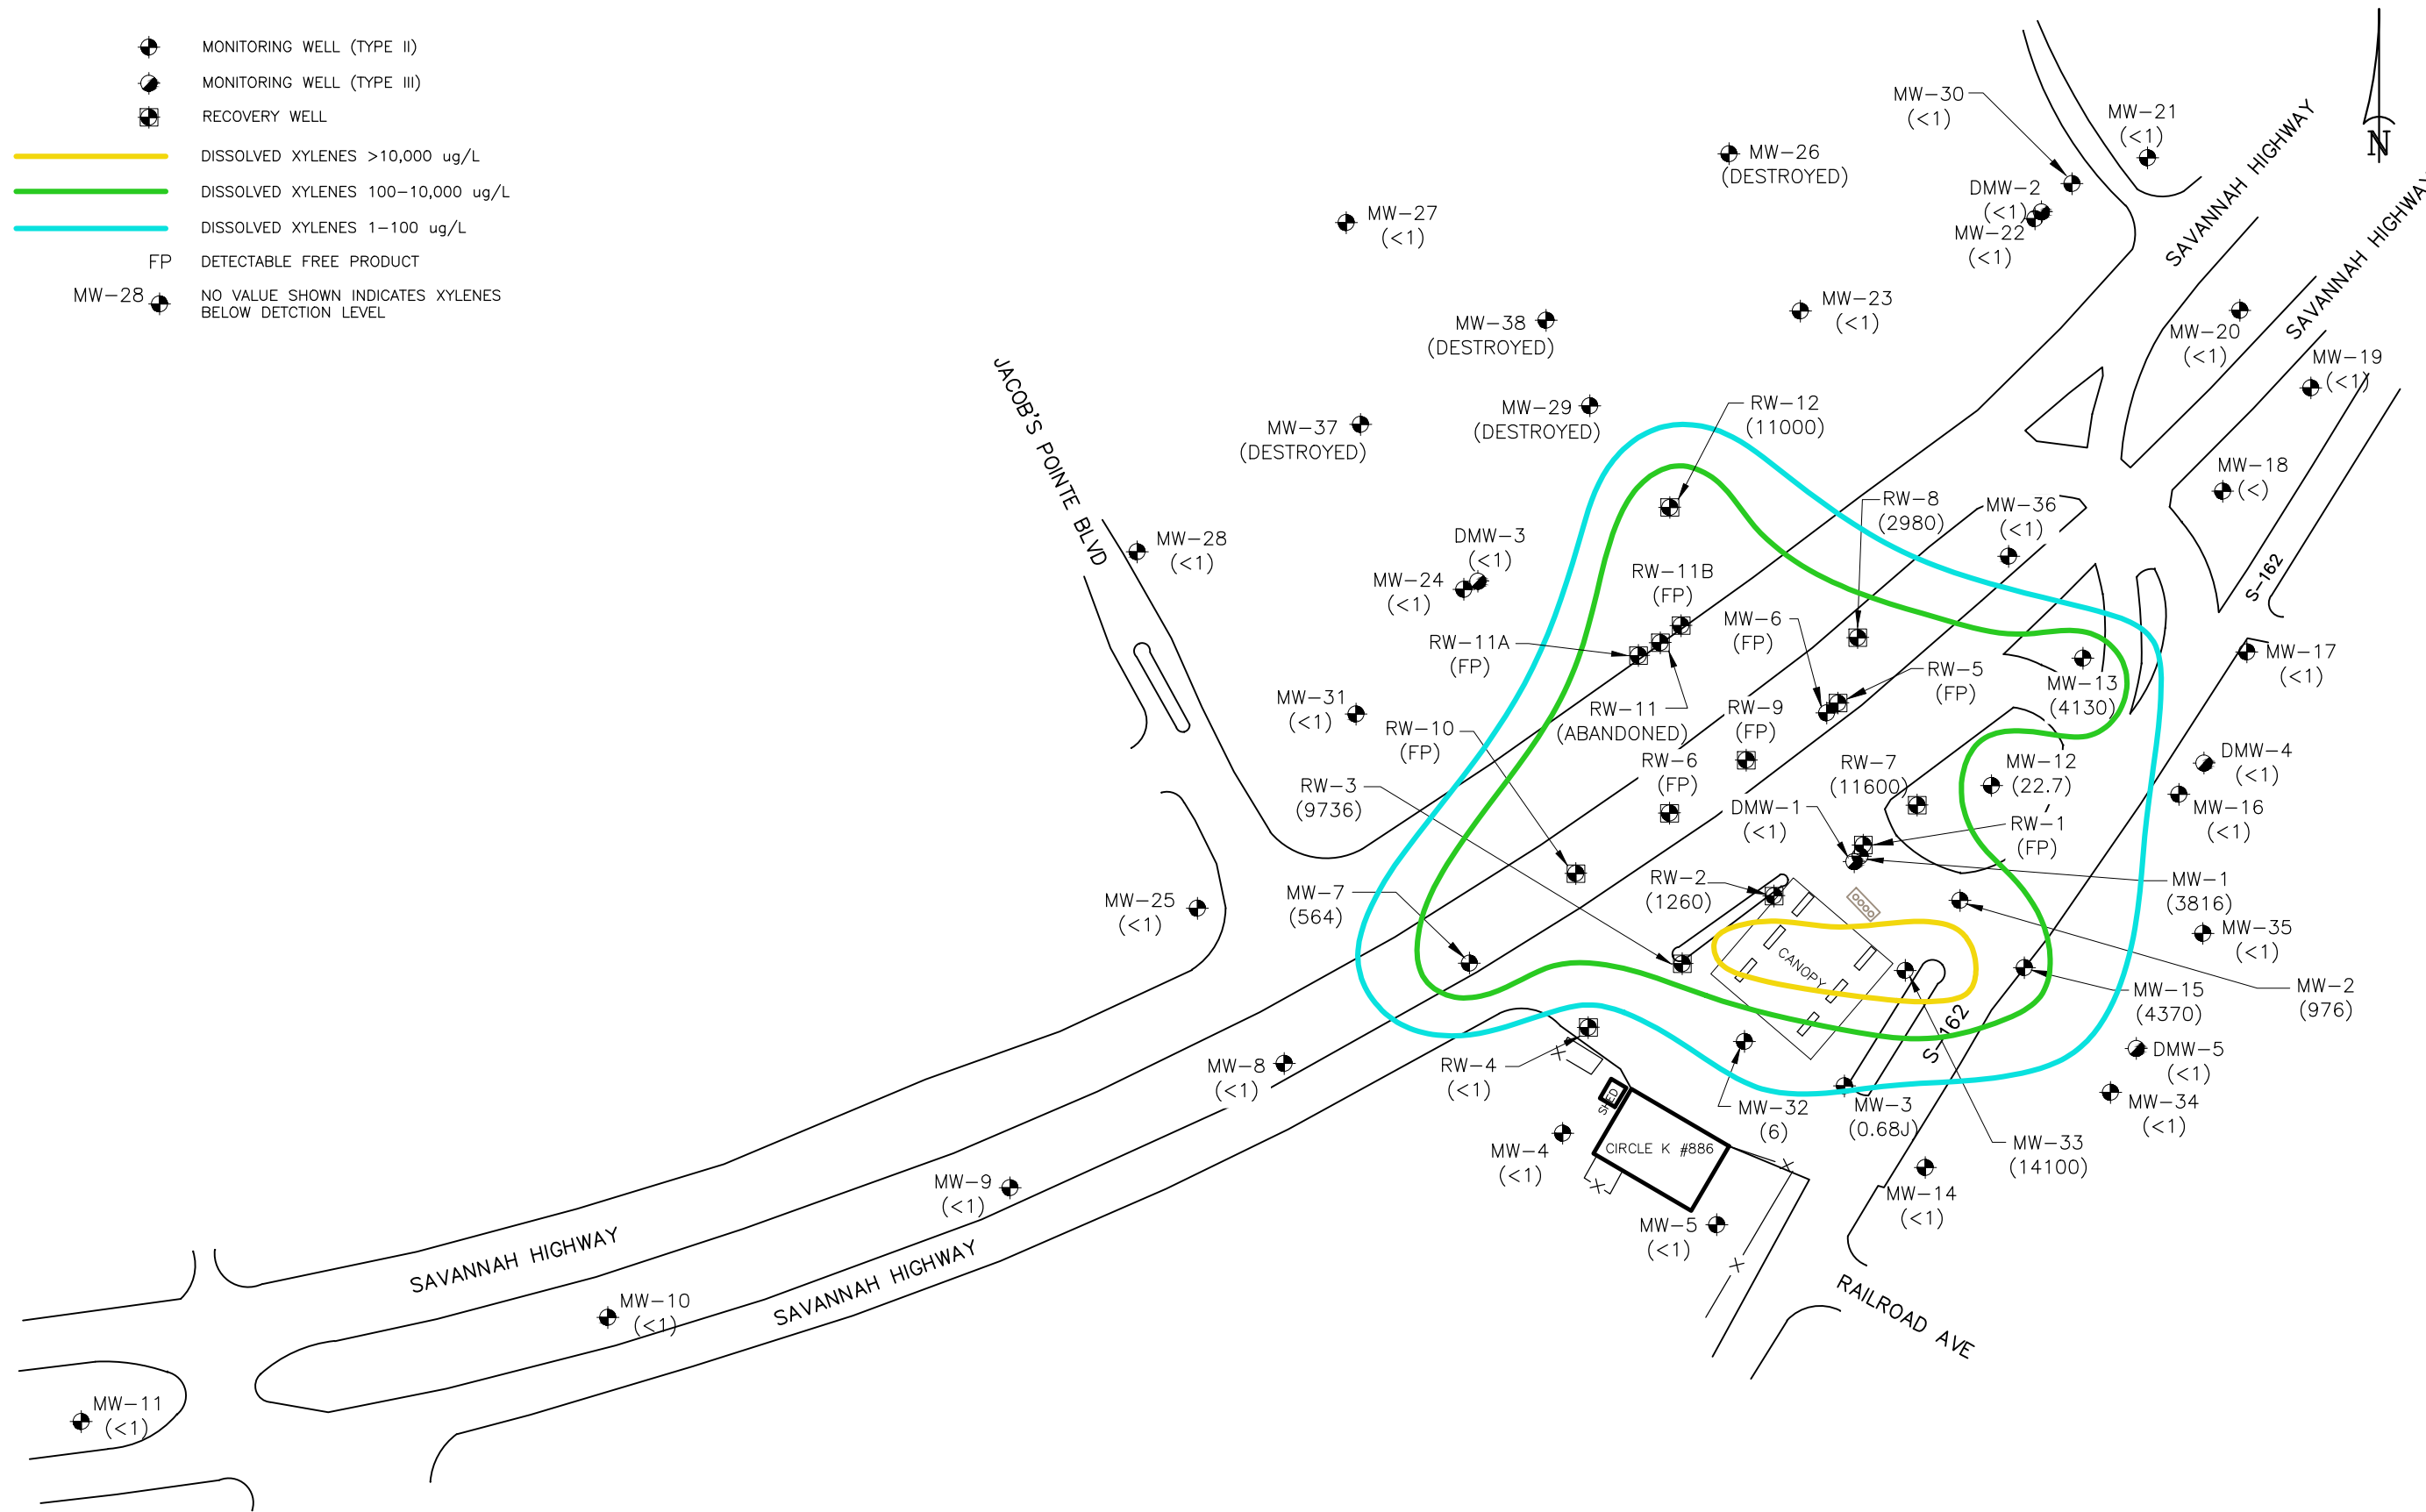 MONITORING WELL (TYPE II)
MONITORING WELL (TYPE III)
RECOVERY WELL
DISSOLVED XYLENES >10,000 ug/L
DISSOLVED XYLENES 100-10,000 ug/L
DISSOLVED XYLENES 1-100 ug/L
FP DETECTABLE FREE PRODUCT
MW-28 NO VALUE SHOWN INDICATES XYLENES
BELOW DETCTION LEVEL
N
MW-30
(<1)
MW-21
(<1)
MW-26
(DESTROYED)
DMW-2
(<1)
MW-22
(<1)
MW-27
(<1)
SAVANNAH HIGHWAY
SAVANNAH HIGHWAY
MW-23
(<1)
MW-38
(DESTROYED)
MW-20
(<1)
MW-19
(<1)
MW-29
(DESTROYED)
RW-12
(11000)
MW-37
(DESTROYED)
JACOB'S POINTE BLVD
MW-18
(<)
RW-8
(2980)
MW-36
(<1)
MW-28
(<1)
DMW-3
(<1)
MW-24
(<1)
RW-11B
(FP)
S-162
MW-6
(FP)
RW-11A
(FP)
MW-17
(<1)
RW-5
(FP)
MW-13
(4130)
MW-31
(<1)
RW-11
(ABANDONED)
RW-9
(FP)
RW-10
(FP)
RW-6
(FP)
RW-7
(11600)
MW-12
(22.7)
DMW-4
(<1)
RW-3
(9736)
DMW-1
(<1)
MW-16
(<1)
RW-1
(FP)
MW-7
(564)
RW-2
(1260)
MW-1
(3816)
MW-25
(<1)
MW-35
(<1)
CANOPY
MW-15
(4370)
MW-2
(976)
S-162
RW-4
(<1)
MW-8
(<1)
DMW-5
(<1)
X
SHED
MW-32
(6)
MW-3
(0.68J)
MW-34
(<1)
MW-4
(<1)
CIRCLE K #886
MW-33
(14100)
X
X
MW-9
(<1)
MW-14
(<1)
MW-5
(<1)
X
SAVANNAH HIGHWAY
SAVANNAH HIGHWAY
RAILROAD AVE
MW-10
(<1)
MW-11
(<1)